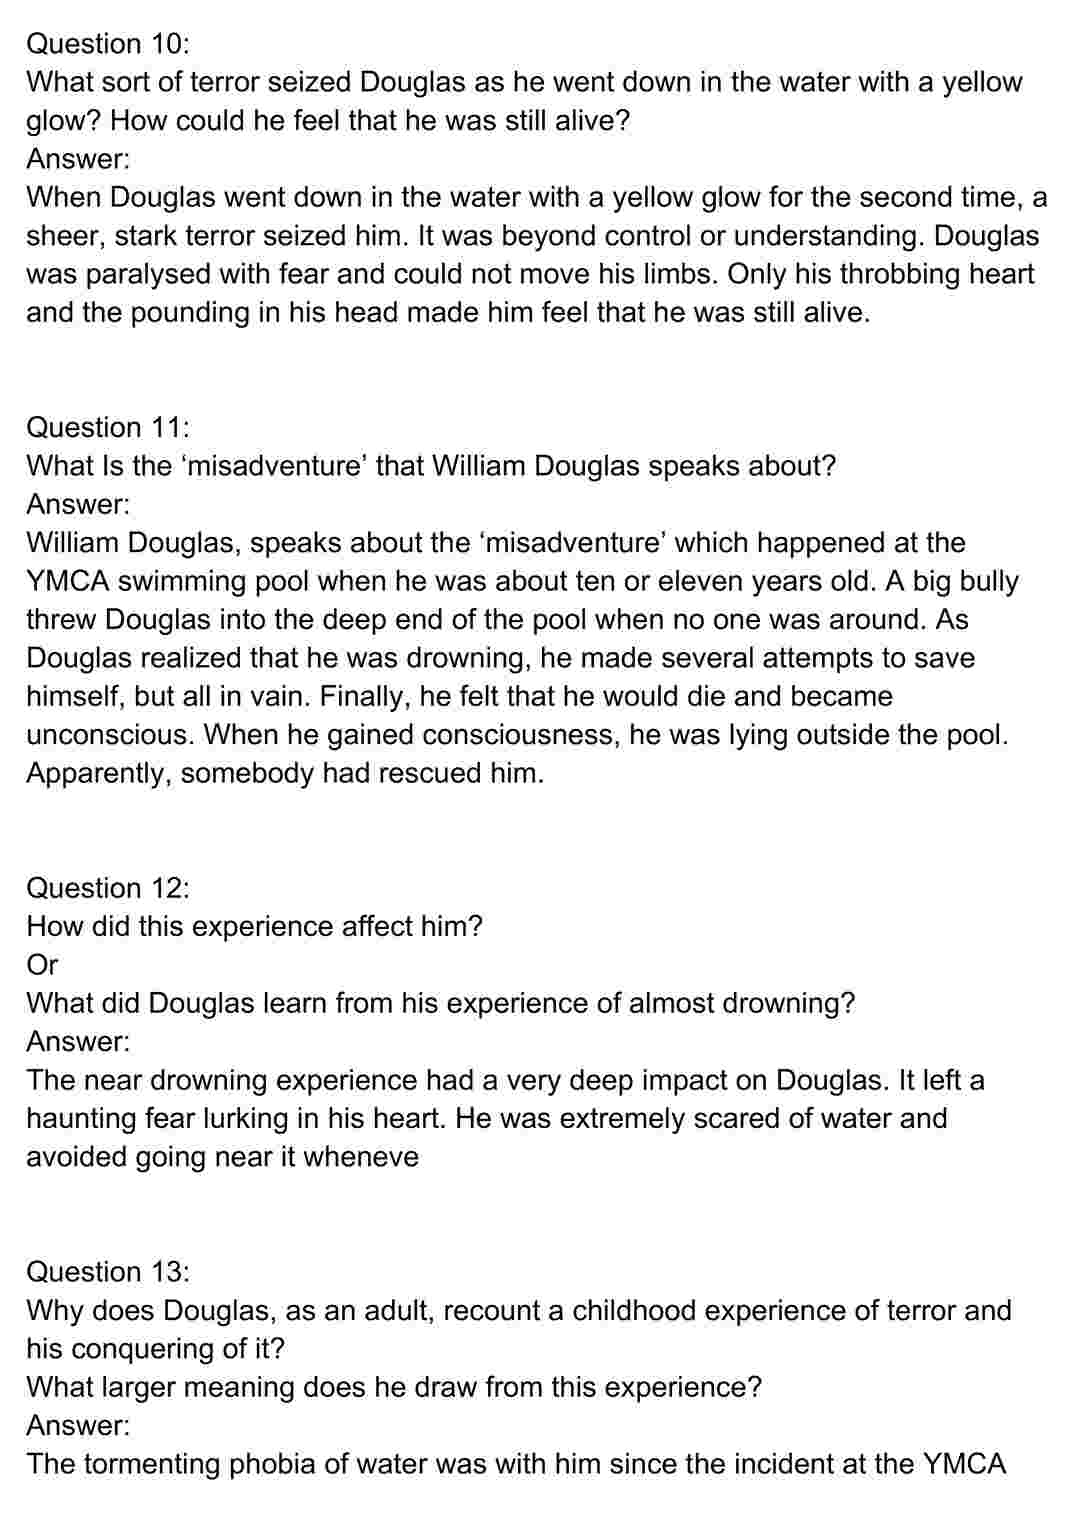 Question 10:
What sort of terror seized Douglas as he went down in the water with a yellow
glow? How could he feel that he was still alive?
Answer:
When Douglas went down in the water with a yellow glow for the second time, a
sheer, stark terror seized him. It was beyond control or understanding. Douglas
was paralysed with fear and could not move his limbs. Only his throbbing heart
and the pounding in his head made him feel that he was still alive.
Question 11:
What Is the ‘misadventure’ that William Douglas speaks about?
Answer:
William Douglas, speaks about the ‘misadventure’ which happened at the
YMCA swimming pool when he was about ten or eleven years old. A big bully
threw Douglas into the deep end of the pool when no one was around. As
Douglas realized that he was drowning, he made several attempts to save
himself, but all in vain. Finally, he felt that he would die and became
unconscious. When he gained consciousness, he was lying outside the pool.
Apparently, somebody had rescued him.
Question 12:
How did this experience affect him?
Or
What did Douglas learn from his experience of almost drowning?
Answer:
The near drowning experience had a very deep impact on Douglas. It left a
haunting fear lurking in his heart. He was extremely scared of water and
avoided going near it wheneve
Question 13:
Why does Douglas, as an adult, recount a childhood experience of terror and
his conquering of it?
What larger meaning does he draw from this experience?
Answer:
The tormenting phobia of water was with him since the incident at the YMCA